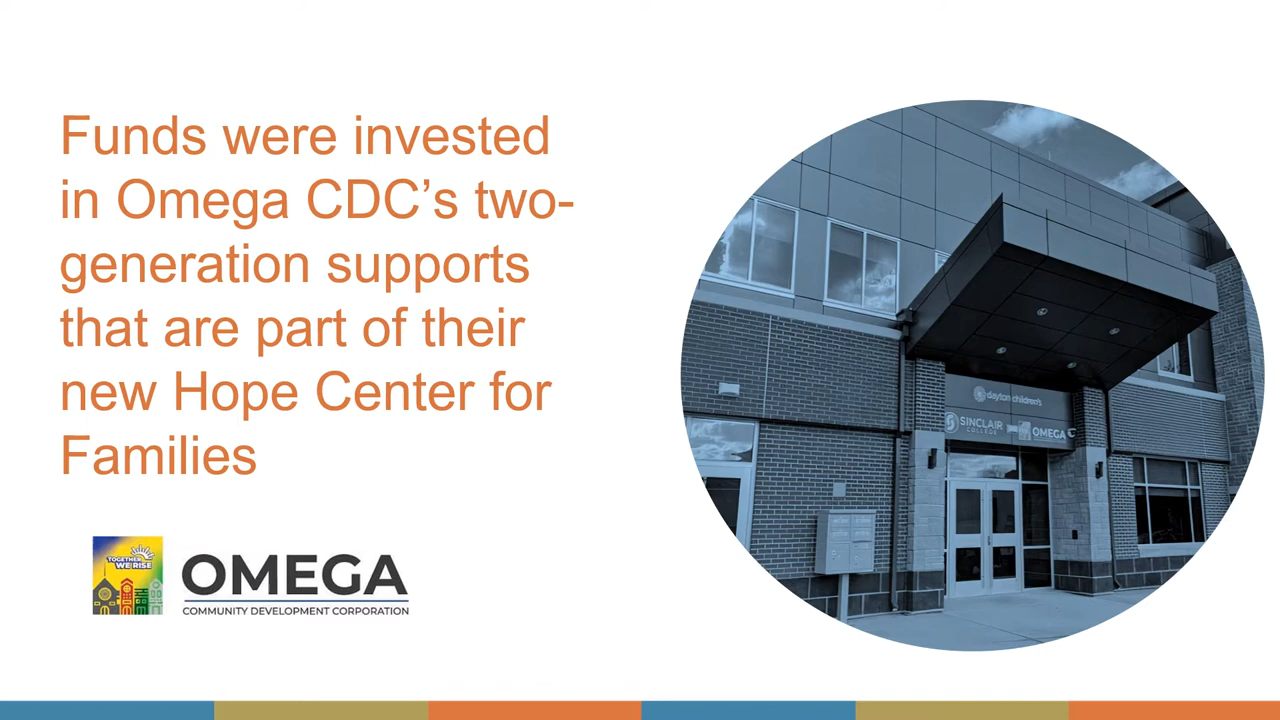 Funds were invested
in Omega CDC’s two-
generation supports
that are part of their
new Hope Center for
Families
TOGETHER
WE RISE
OMEGA
COMMUNITY DEVELOPMENT CORPORATION
dayton children's
SINCLAIR
COLLEGE
OMEGA